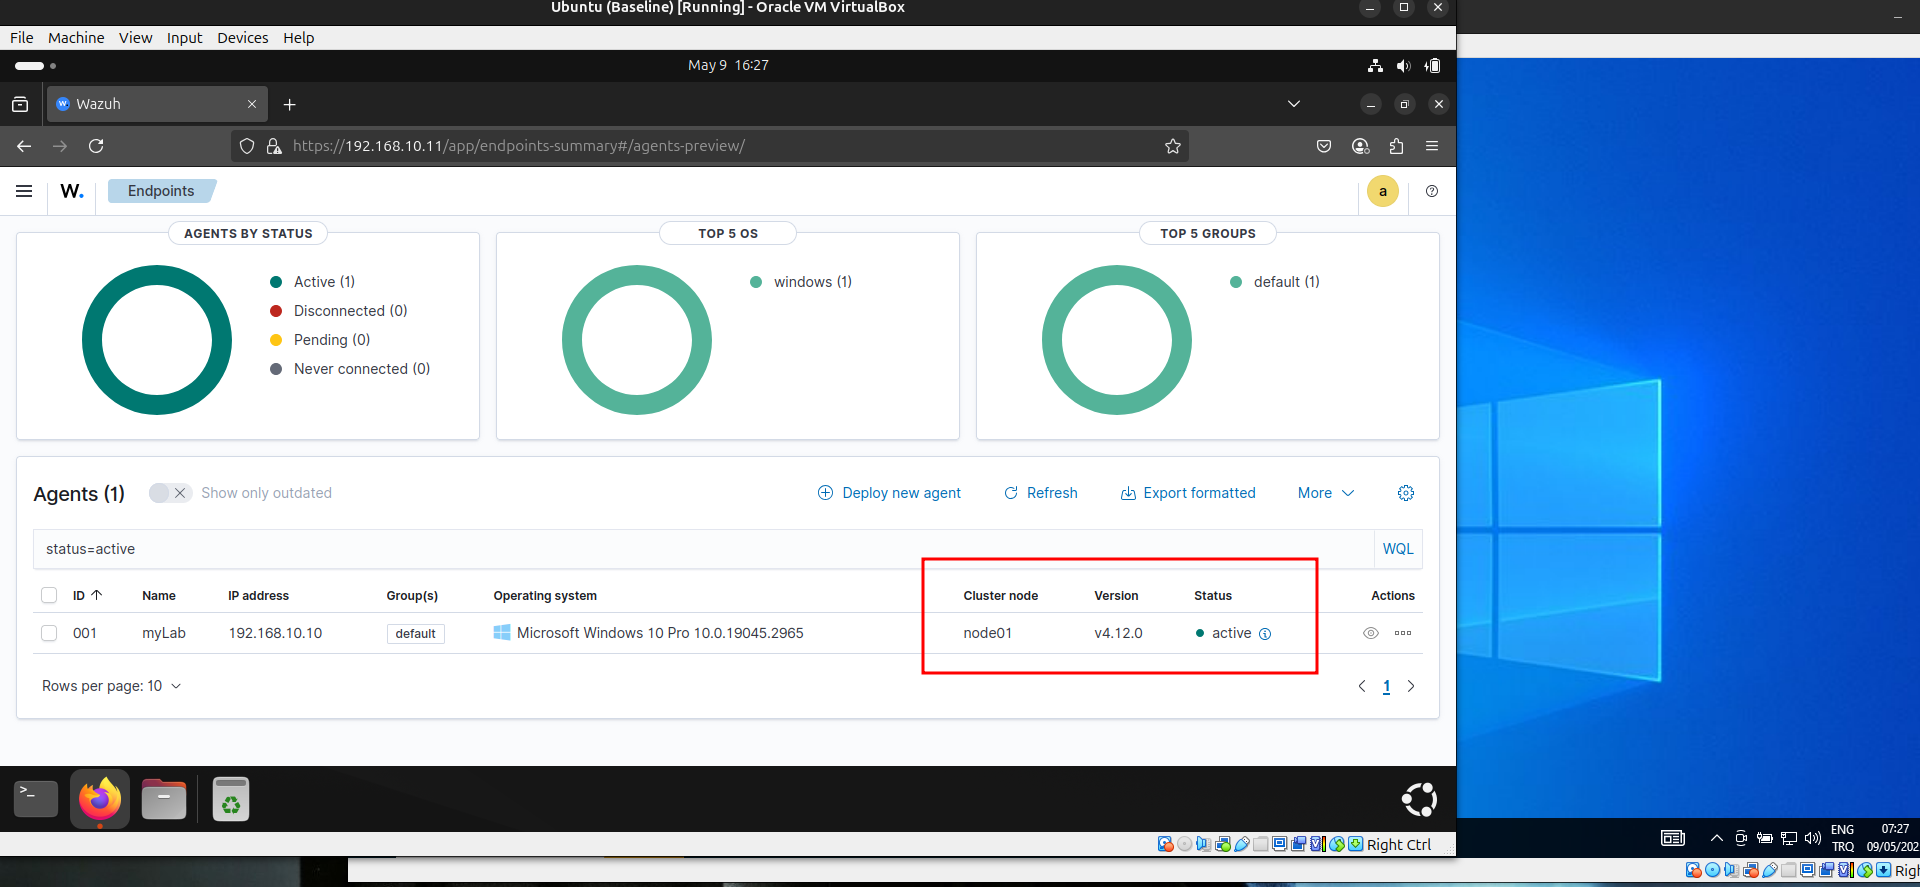 Ubuntu (Baseline) [Running] - Oracle VM VirtualBox
File Machine View Input Devices Help
May 9 16:27
Wazuh
https://192.168.10.11/app/endpoints-summary#/agents-preview/
W. Endpoints a
AGENTS BY STATUS
Active (1)
Disconnected (0)
Pending (0)
Never connected (0)
TOP 5 OS
windows (1)
TOP 5 GROUPS
default (1)
Agents (1) Show only outdated Deploy new agent Refresh Export formatted More
status=active WQL
ID Name IP address Group(s) Operating system Cluster node Version Status Actions
001 myLab 192.168.10.10 default Microsoft Windows 10 Pro 10.0.19045.2965 node01 v4.12.0 active
Rows per page: 10 1
Right Ctrl
ENG 07:27
TRQ 09/05/202
Righ